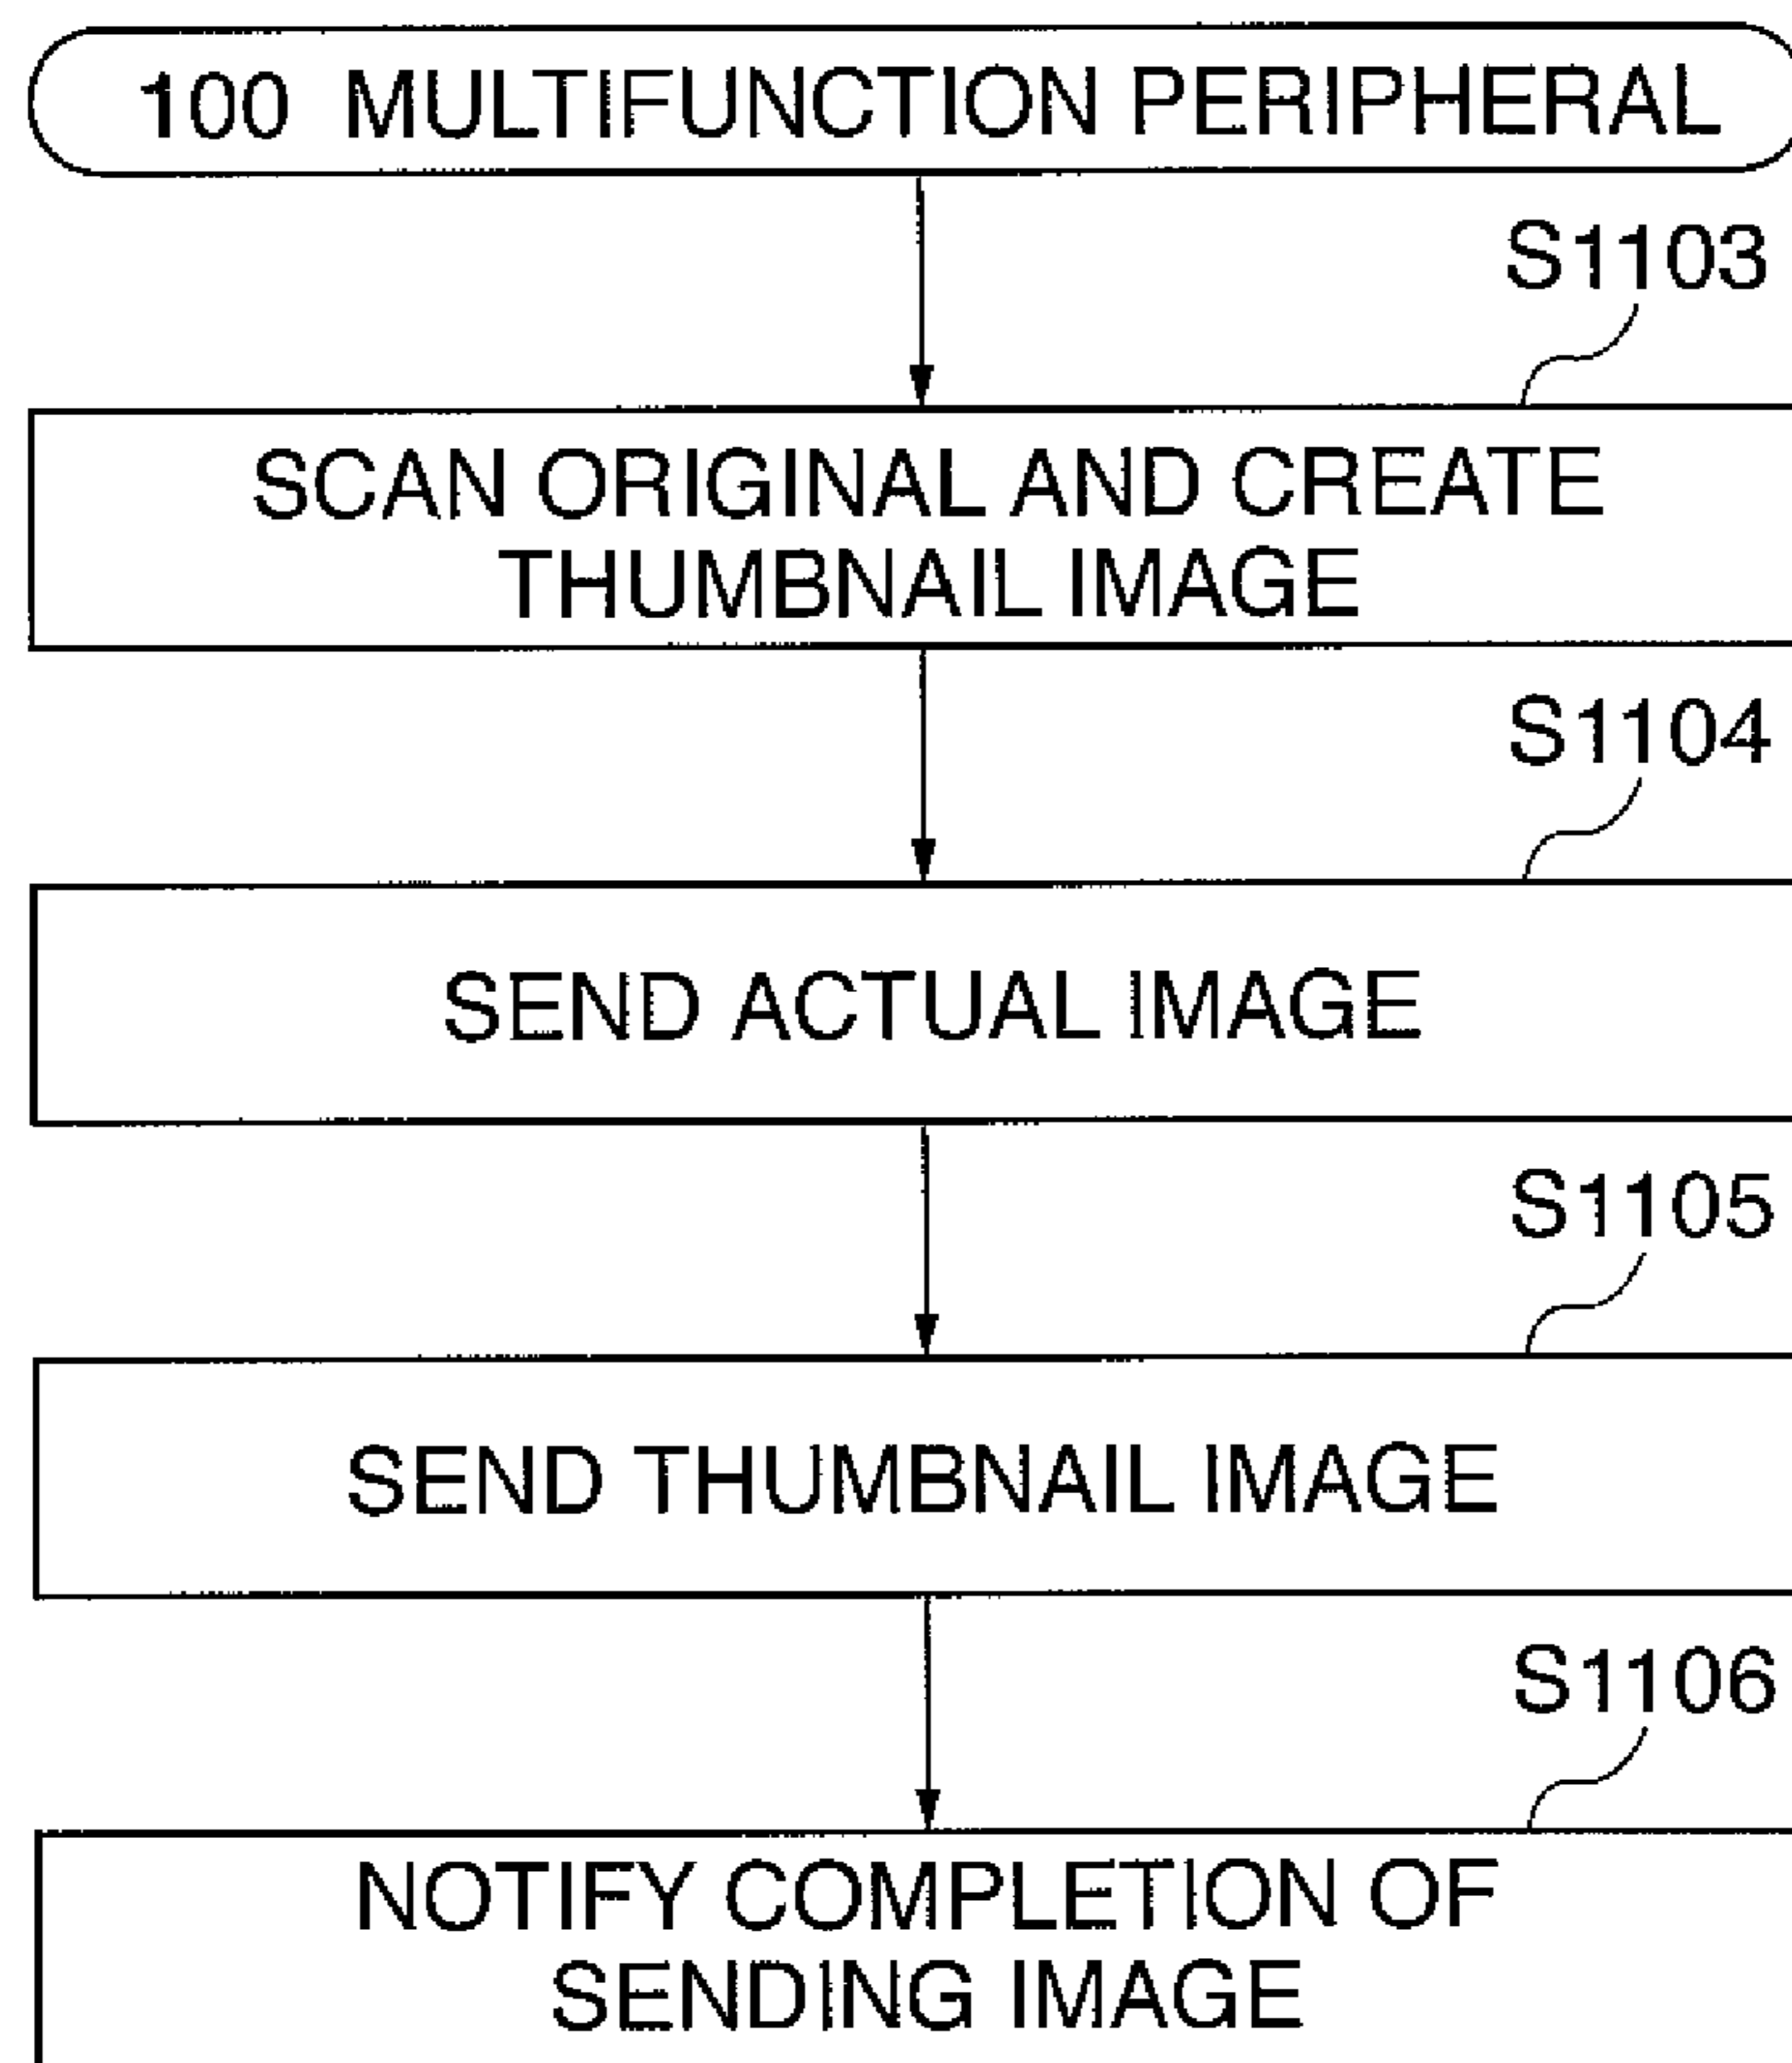 100 MULTIFUNCTION PERIPHERAL
S1103
SCAN ORIGINAL AND CREATE
THUMBNAIL IMAGE
S1104
SEND ACTUAL IMAGE
S1105
SEND THUMBNAIL IMAGE
S1106
NOTIFY COMPLETION OF
SENDING IMAGE